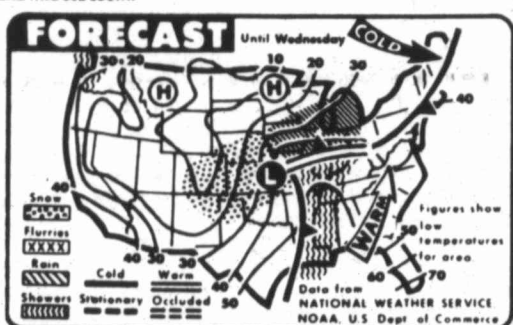 FORECAST Until Wednesday
COLD
30 20 10 20 30
H H
40
L
WARM
40
Snow
Flurries
Rain
Showers
40 30 30 40 50
Cold Warm
Stationary Occluded
Figures show
low
temperatures
for area.
50
60 70
Data from
NATIONAL WEATHER SERVICE,
NOAA, U.S. Dept of Commerce